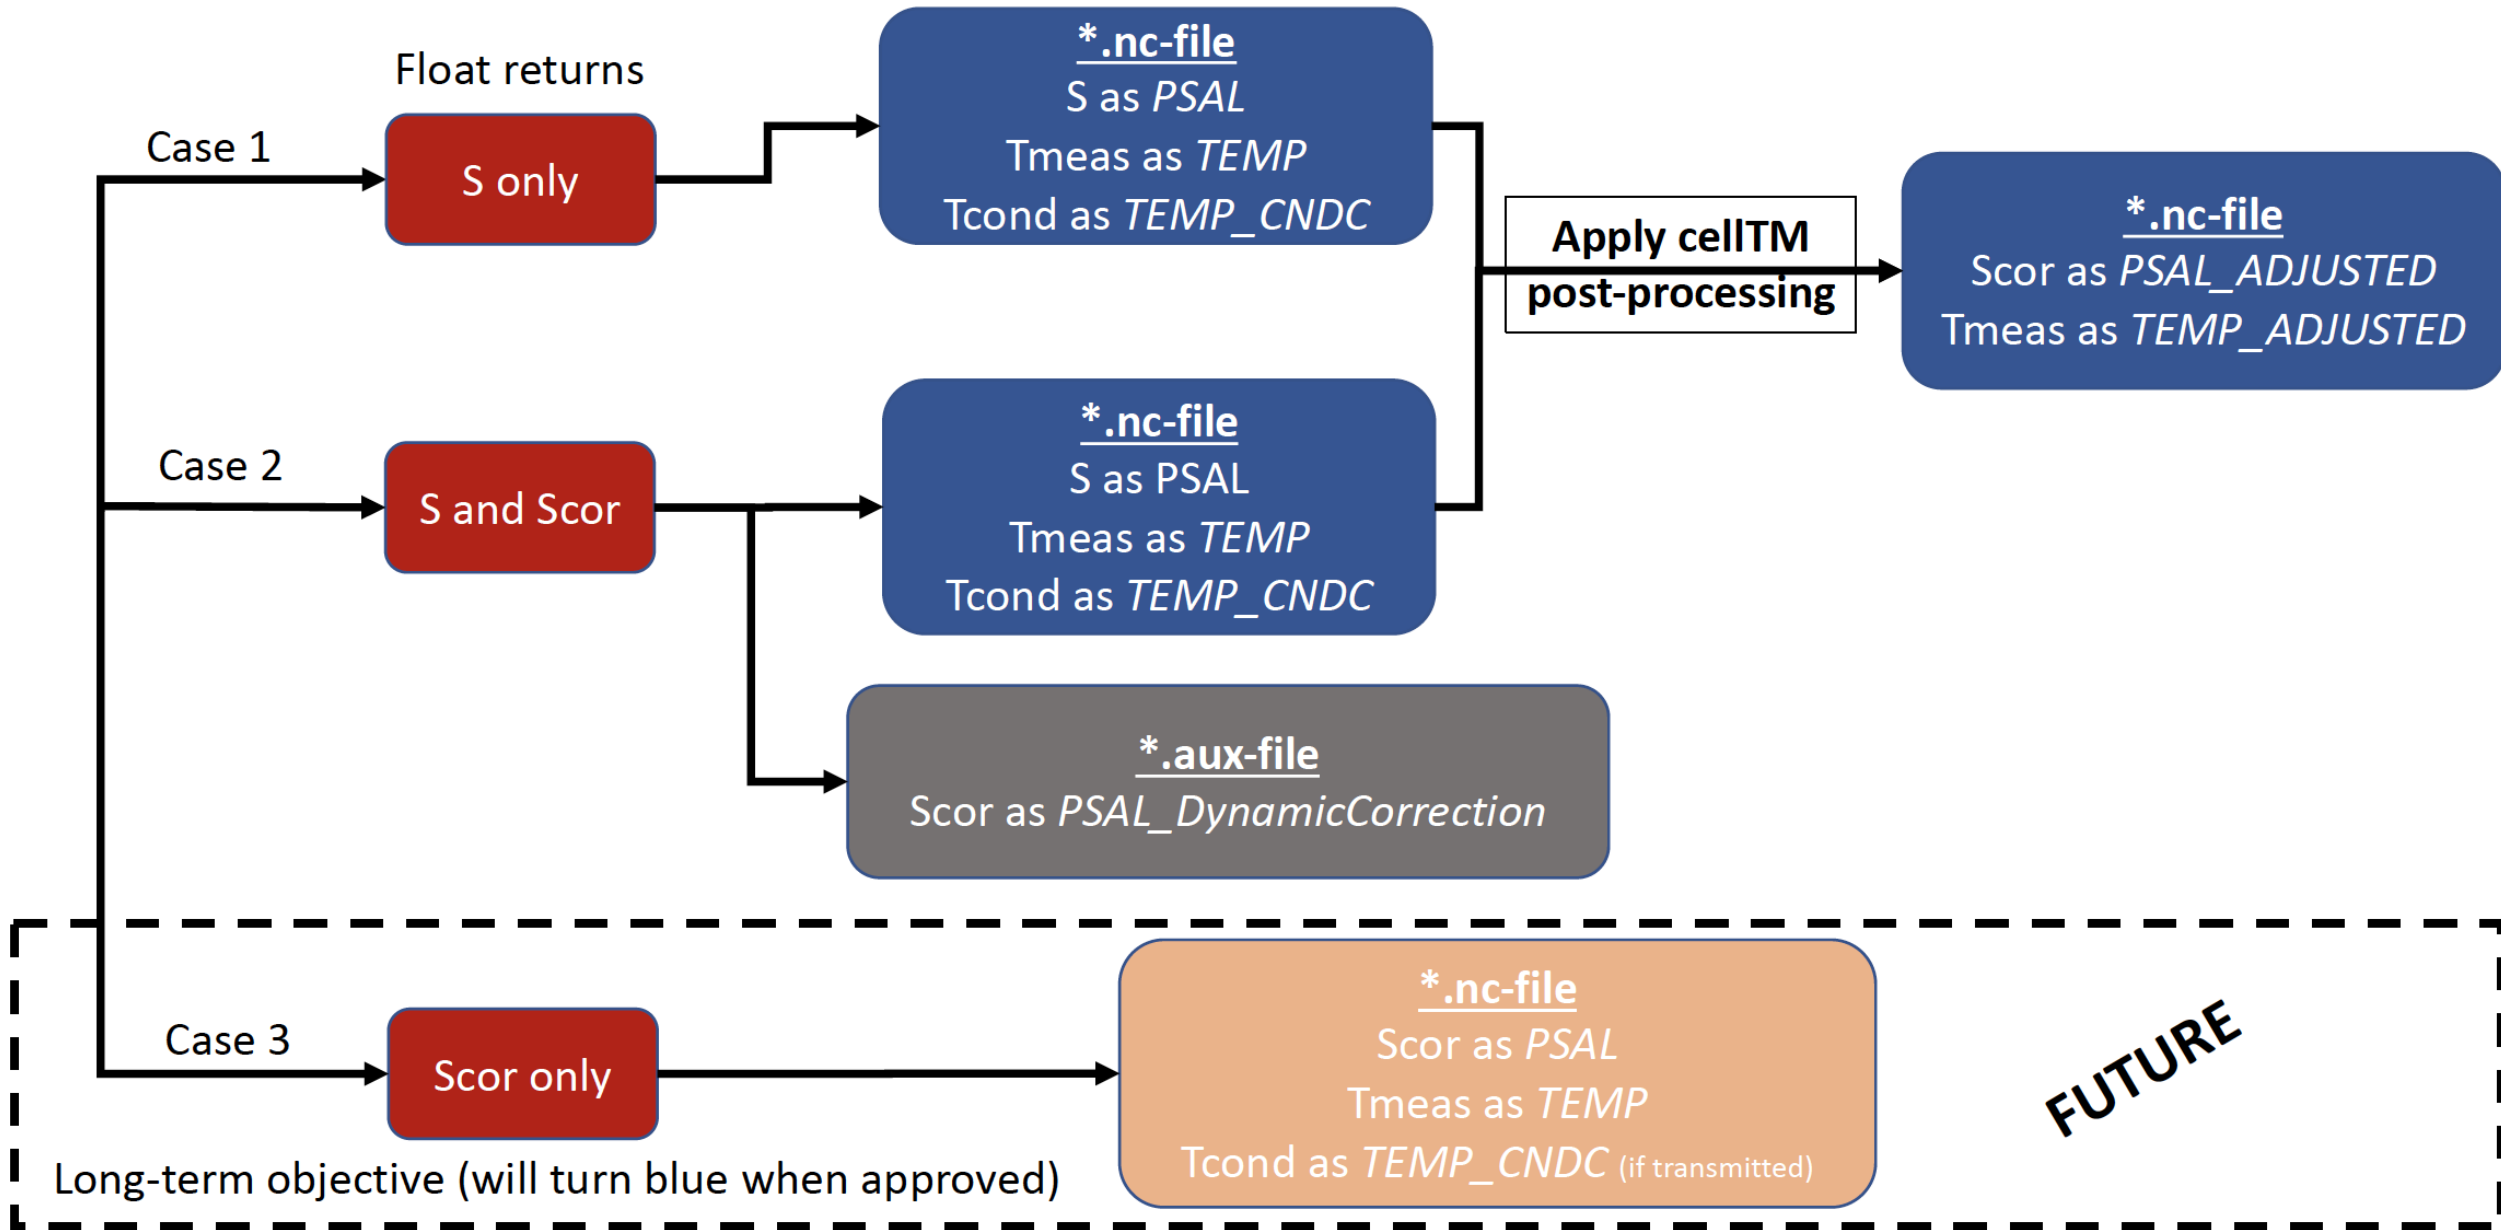 Float returns
Case 1
S only
*.nc-file
S as PSAL
Tmeas as TEMP
Tcond as TEMP_CNDC
Apply cellTM
post-processing
*.nc-file
Scor as PSAL_ADJUSTED
Tmeas as TEMP_ADJUSTED
Case 2
S and Scor
*.nc-file
S as PSAL
Tmeas as TEMP
Tcond as TEMP_CNDC
*.aux-file
Scor as PSAL_DynamicCorrection
Case 3
Scor only
*.nc-file
Scor as PSAL
Tmeas as TEMP
Tcond as TEMP_CNDC (if transmitted)
FUTURE
Long-term objective (will turn blue when approved)